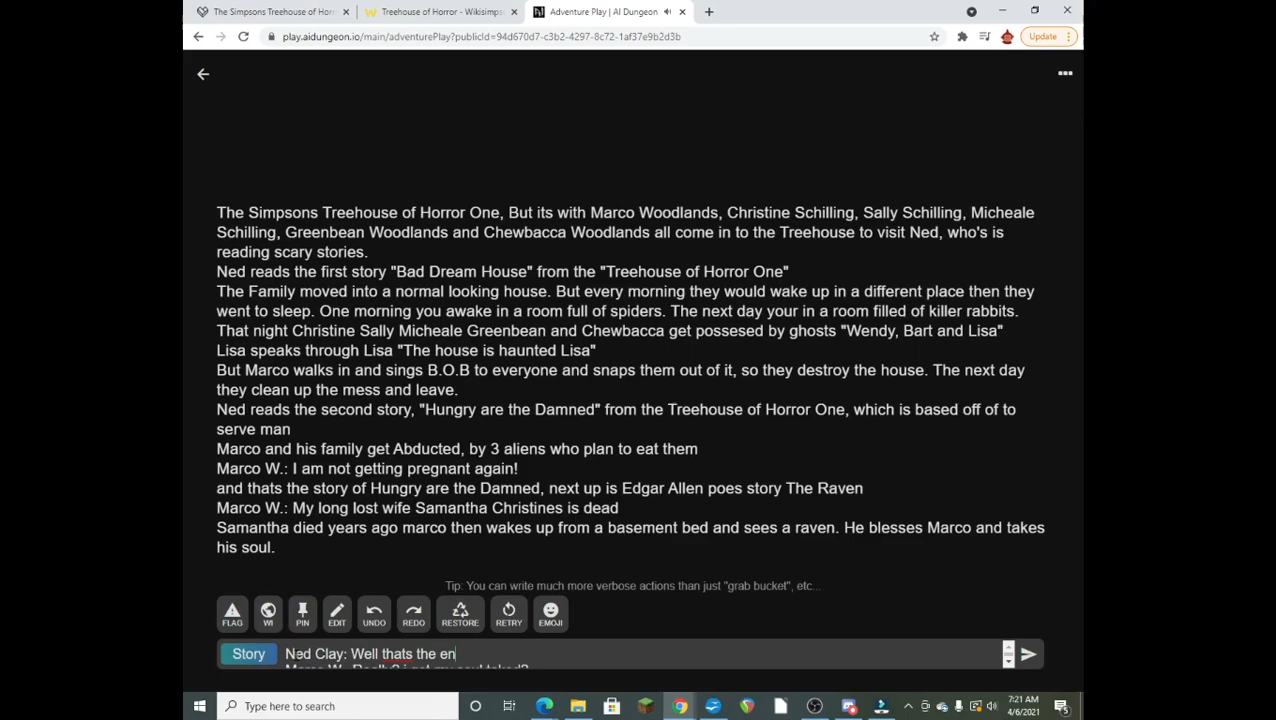 The Simpsons Treehouse of Horr
Treehouse of Horror - Wikisimps
Adventure Play | AI Dungeon
play.aidungeon.io/main/adventurePlay?publicId=94d670d7-c3b2-4297-8c72-1af37e9b2d3b
Update
The Simpsons Treehouse of Horror One, But its with Marco Woodlands, Christine Schilling, Sally Schilling, Micheale
Schilling, Greenbean Woodlands and Chewbacca Woodlands all come in to the Treehouse to visit Ned, who's is
reading scary stories.
Ned reads the first story "Bad Dream House" from the "Treehouse of Horror One"
The Family moved into a normal looking house. But every morning they would wake up in a different place then they
went to sleep. One morning you awake in a room full of spiders. The next day your in a room filled of killer rabbits.
That night Christine Sally Micheale Greenbean and Chewbacca get possesed by ghosts "Wendy, Bart and Lisa"
Lisa speaks through Lisa "The house is haunted Lisa"
But Marco walks in and sings B.O.B to everyone and snaps them out of it, so they destroy the house. The next day
they clean up the mess and leave.
Ned reads the second story, "Hungry are the Damned" from the Treehouse of Horror One, which is based off of to
serve man
Marco and his family get Abducted, by 3 aliens who plan to eat them
Marco W.: I am not getting pregnant again!
and thats the story of Hungry are the Damned, next up is Edgar Allen poes story The Raven
Marco W.: My long lost wife Samantha Christines is dead
Samantha died years ago marco then wakes up from a basement bed and sees a raven. He blesses Marco and takes
his soul.
Tip: You can write much more verbose actions than just "grab bucket", etc...
FLAG WI PIN EDIT UNDO REDO RESTORE RETRY EMOJI
Story Ned Clay: Well thats the en
Marco W.: Really? i got my soul taked?
Type here to search
7:21 AM
4/6/2021
5